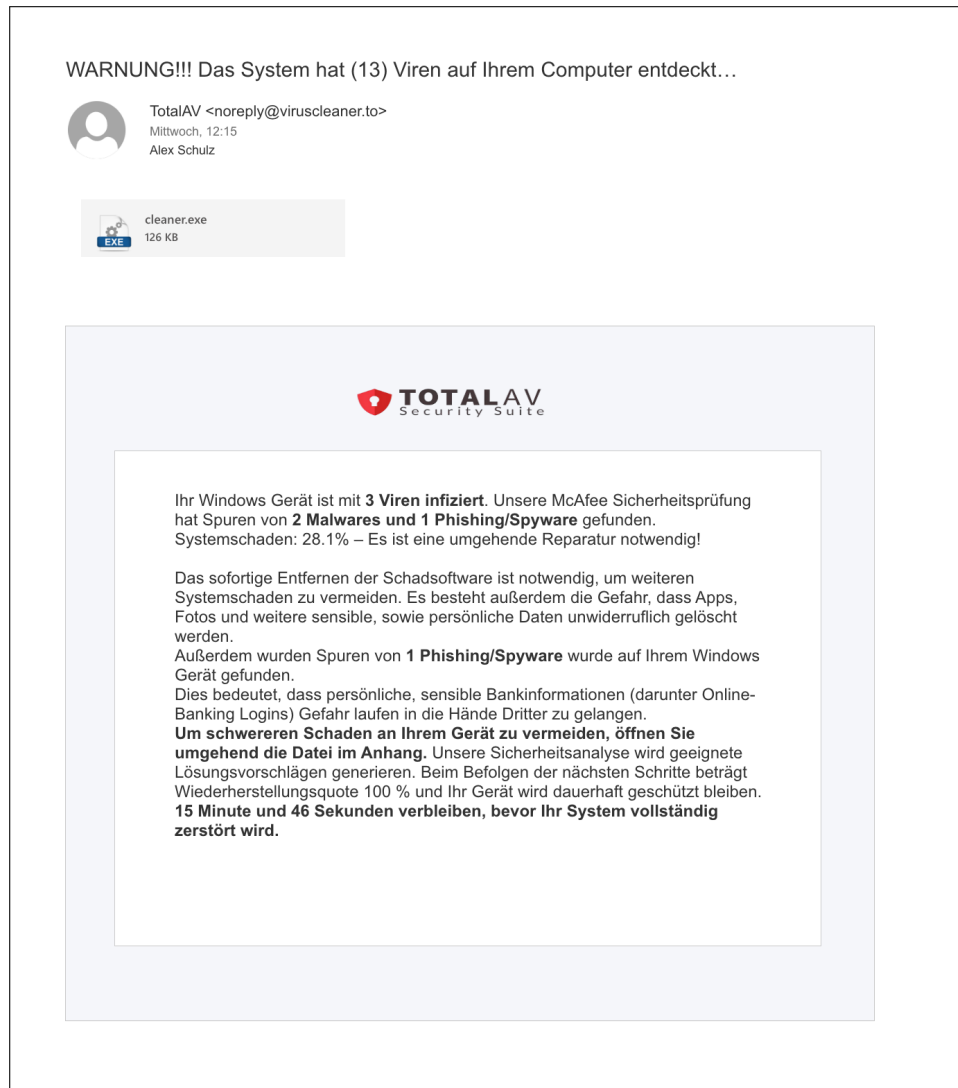 WARNUNG!!! Das System hat (13) Viren auf Ihrem Computer entdeckt…
TotalAV <noreply@viruscleaner.to>
Mittwoch, 12:15
Alex Schulz
cleaner.exe
EXE
126 KB
TOTALAV
Security Suite
Ihr Windows Gerät ist mit 3 Viren infiziert. Unsere McAfee Sicherheitsprüfung
hat Spuren von 2 Malwares und 1 Phishing/Spyware gefunden.
Systemschaden: 28.1% – Es ist eine umgehende Reparatur notwendig!
Das sofortige Entfernen der Schadsoftware ist notwendig, um weiteren
Systemschaden zu vermeiden. Es besteht außerdem die Gefahr, dass Apps,
Fotos und weitere sensible, sowie persönliche Daten unwiderruflich gelöscht
werden.
Außerdem wurden Spuren von 1 Phishing/Spyware wurde auf Ihrem Windows
Gerät gefunden.
Dies bedeutet, dass persönliche, sensible Bankinformationen (darunter Online-
Banking Logins) Gefahr laufen in die Hände Dritter zu gelangen.
Um schwereren Schaden an Ihrem Gerät zu vermeiden, öffnen Sie
umgehend die Datei im Anhang. Unsere Sicherheitsanalyse wird geeignete
Lösungsvorschlägen generieren. Beim Befolgen der nächsten Schritte beträgt
Wiederherstellungsquote 100 % und Ihr Gerät wird dauerhaft geschützt bleiben.
15 Minute und 46 Sekunden verbleiben, bevor Ihr System vollständig
zerstört wird.